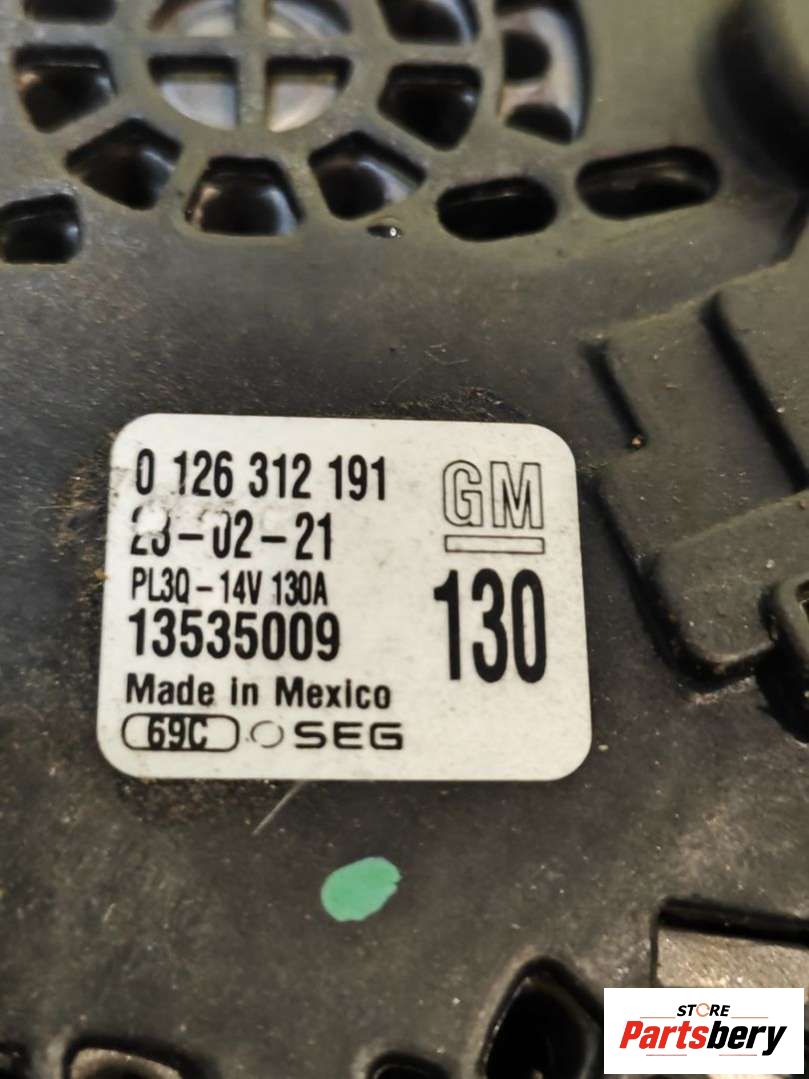 0 126 312 191
GM
23-02-21
PL3Q-14V 130A
13535009
130
Made in Mexico
69C SEG
STORE
Partsbery